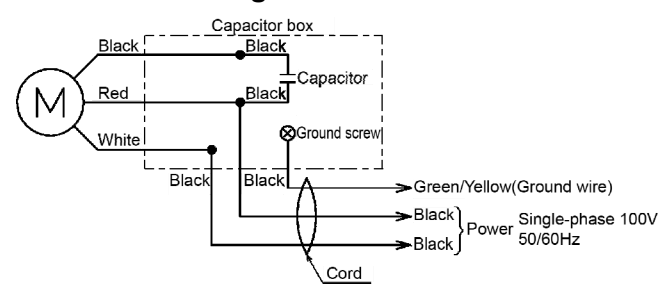 Capacitor box
Black
Black
Capacitor
M
Red
Black
Ground screw
White
Black
Black
Green/Yellow(Ground wire)
Black
Power
Single-phase 100V
50/60Hz
Black
Cord